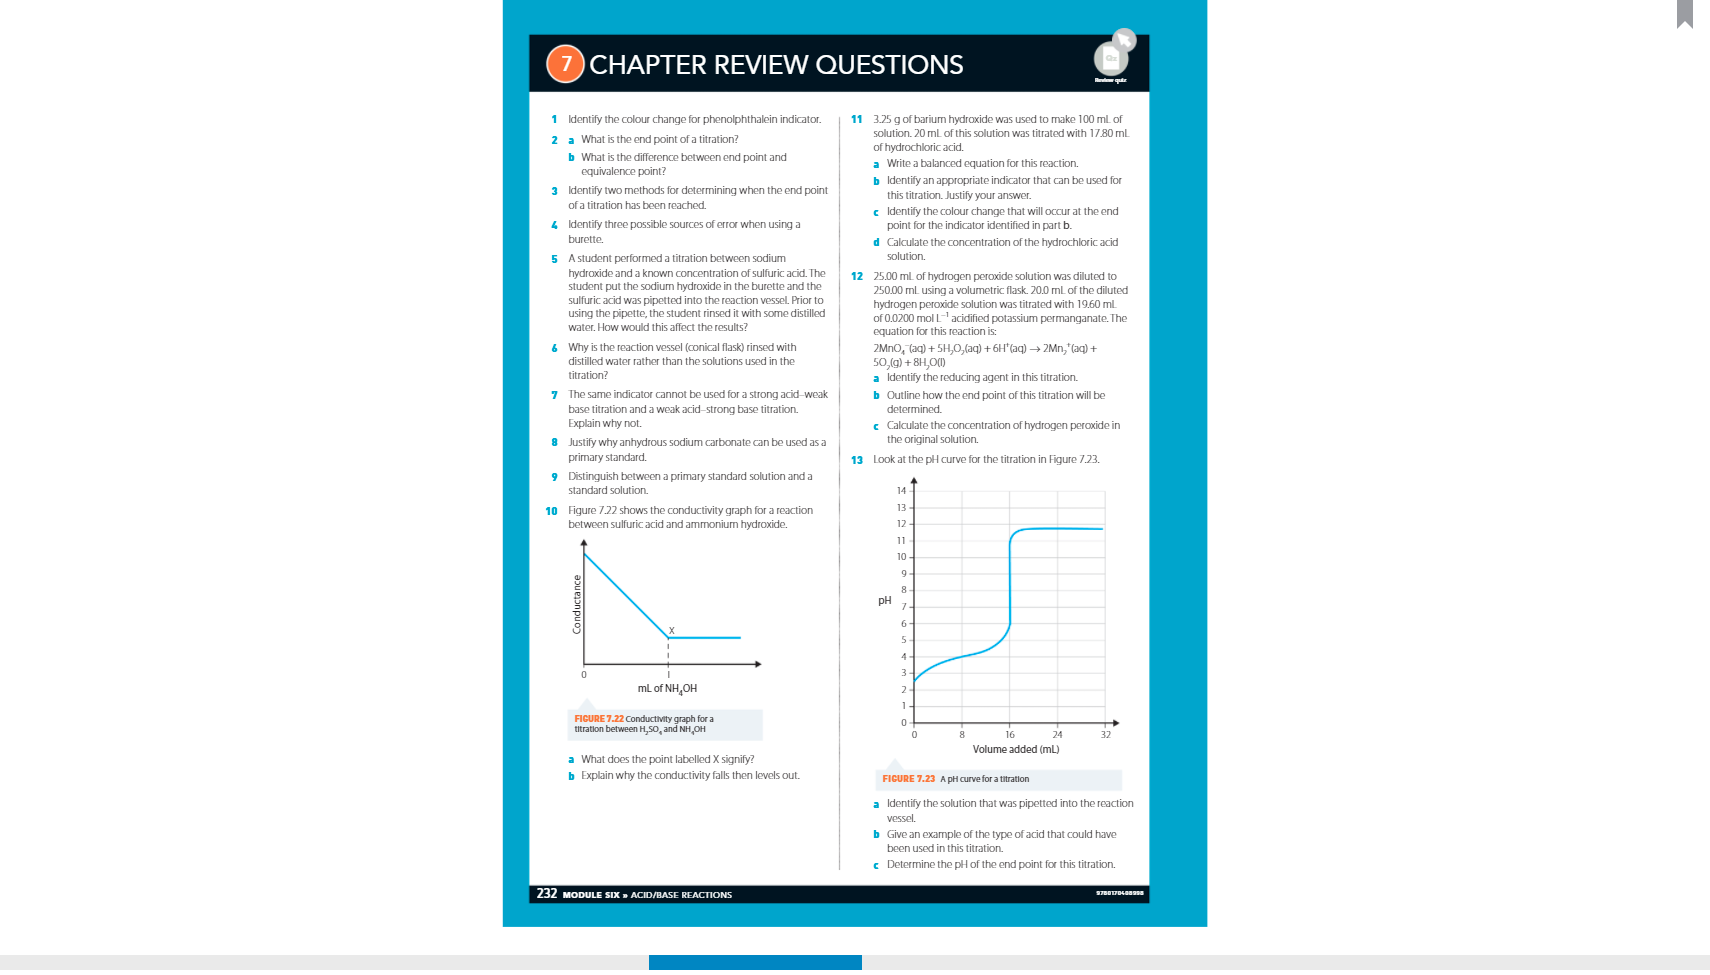 7 CHAPTER REVIEW QUESTIONS
Qz
Review quiz
1 Identify the colour change for phenolphthalein indicator.
2 a What is the end point of a titration?
b What is the difference between end point and
equivalence point?
3 Identify two methods for determining when the end point
of a titration has been reached.
4 Identify three possible sources of error when using a
burette.
5 A student performed a titration between sodium
hydroxide and a known concentration of sulfuric acid. The
student put the sodium hydroxide in the burette and the
sulfuric acid was pipetted into the reaction vessel. Prior to
using the pipette, the student rinsed it with some distilled
water. How would this affect the results?
6 Why is the reaction vessel (conical flask) rinsed with
distilled water rather than the solutions used in the
titration?
7 The same indicator cannot be used for a strong acid–weak
base titration and a weak acid–strong base titration.
Explain why not.
8 Justify why anhydrous sodium carbonate can be used as a
primary standard.
9 Distinguish between a primary standard solution and a
standard solution.
10 Figure 7.22 shows the conductivity graph for a reaction
between sulfuric acid and ammonium hydroxide.
Conductance
X
0
mL of NH₄OH
FIGURE 7.22 Conductivity graph for a
titration between H₂SO₄ and NH₄OH
a What does the point labelled X signify?
b Explain why the conductivity falls then levels out.
11 3.25 g of barium hydroxide was used to make 100 mL of
solution. 20 mL of this solution was titrated with 17.80 mL
of hydrochloric acid.
a Write a balanced equation for this reaction.
b Identify an appropriate indicator that can be used for
this titration. Justify your answer.
c Identify the colour change that will occur at the end
point for the indicator identified in part b.
d Calculate the concentration of the hydrochloric acid
solution.
12 25.00 mL of hydrogen peroxide solution was diluted to
250.00 mL using a volumetric flask. 20.0 mL of the diluted
hydrogen peroxide solution was titrated with 19.60 mL
of 0.0200 mol L⁻¹ acidified potassium permanganate. The
equation for this reaction is:
2MnO₄⁻(aq) + 5H₂O₂(aq) + 6H⁺(aq) → 2Mn₂⁺(aq) +
5O₂(g) + 8H₂O(l)
a Identify the reducing agent in this titration.
b Outline how the end point of this titration will be
determined.
c Calculate the concentration of hydrogen peroxide in
the original solution.
13 Look at the pH curve for the titration in Figure 7.23.
14
13
12
11
10
9
8
pH
7
6
5
4
3
2
1
0
0 8 16 24 32
Volume added (mL)
FIGURE 7.23 A pH curve for a titration
a Identify the solution that was pipetted into the reaction
vessel.
b Give an example of the type of acid that could have
been used in this titration.
c Determine the pH of the end point for this titration.
232 MODULE SIX » ACID/BASE REACTIONS
9780170408998